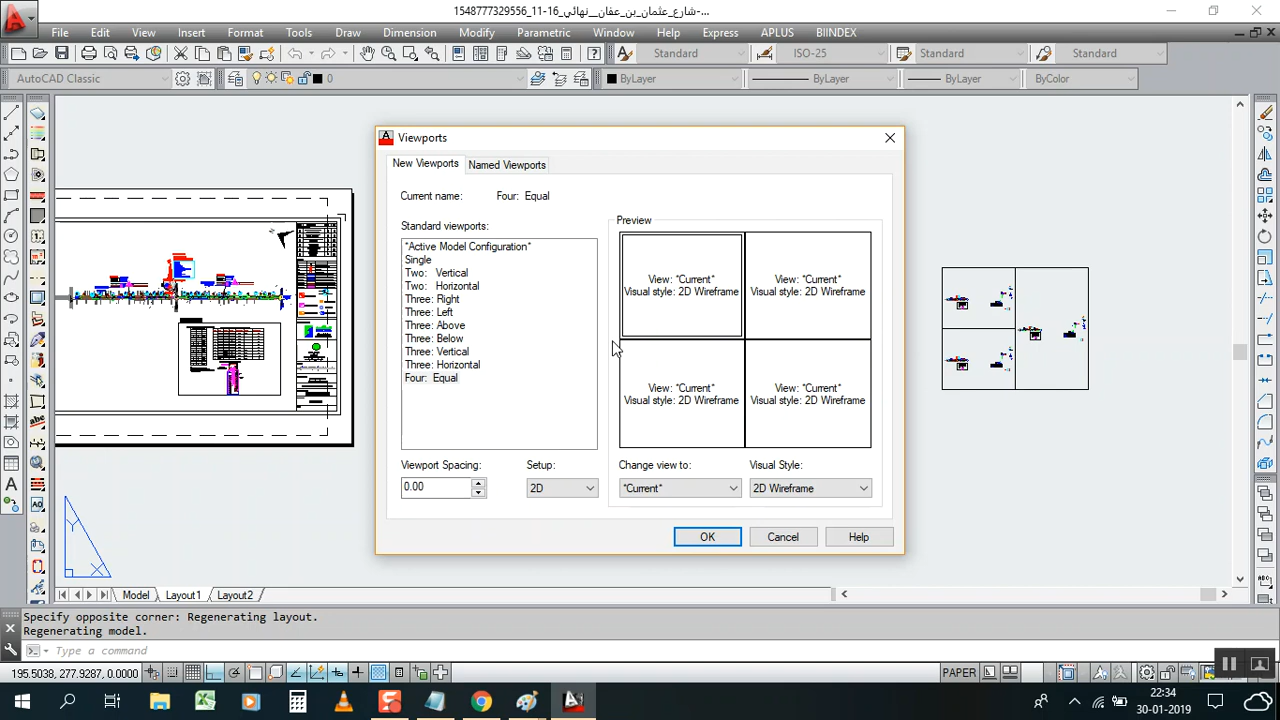 1548777329556_11-16_شارع_عثمان_بن_عفان__نهائي-...
File Edit View Insert Format Tools Draw Dimension Modify Parametric Window Help Express APLUS BIINDEX
Standard ISO-25 Standard Standard
AutoCAD Classic 0 ByLayer ByLayer ByLayer ByColor
Viewports
New Viewports Named Viewports
Current name: Four: Equal
Standard viewports:
*Active Model Configuration*
Single
Two: Vertical
Two: Horizontal
Three: Right
Three: Left
Three: Above
Three: Below
Three: Vertical
Three: Horizontal
Four: Equal
Preview
View: *Current*
Visual style: 2D Wireframe
View: *Current*
Visual style: 2D Wireframe
View: *Current*
Visual style: 2D Wireframe
View: *Current*
Visual style: 2D Wireframe
Viewport Spacing: Setup: Change view to: Visual Style:
0.00 2D *Current* 2D Wireframe
OK Cancel Help
Y
X
Model Layout1 Layout2
Specify opposite corner: Regenerating layout.
Regenerating model.
Type a command
195.5038, 277.9287, 0.0000 PAPER
22:34
30-01-2019